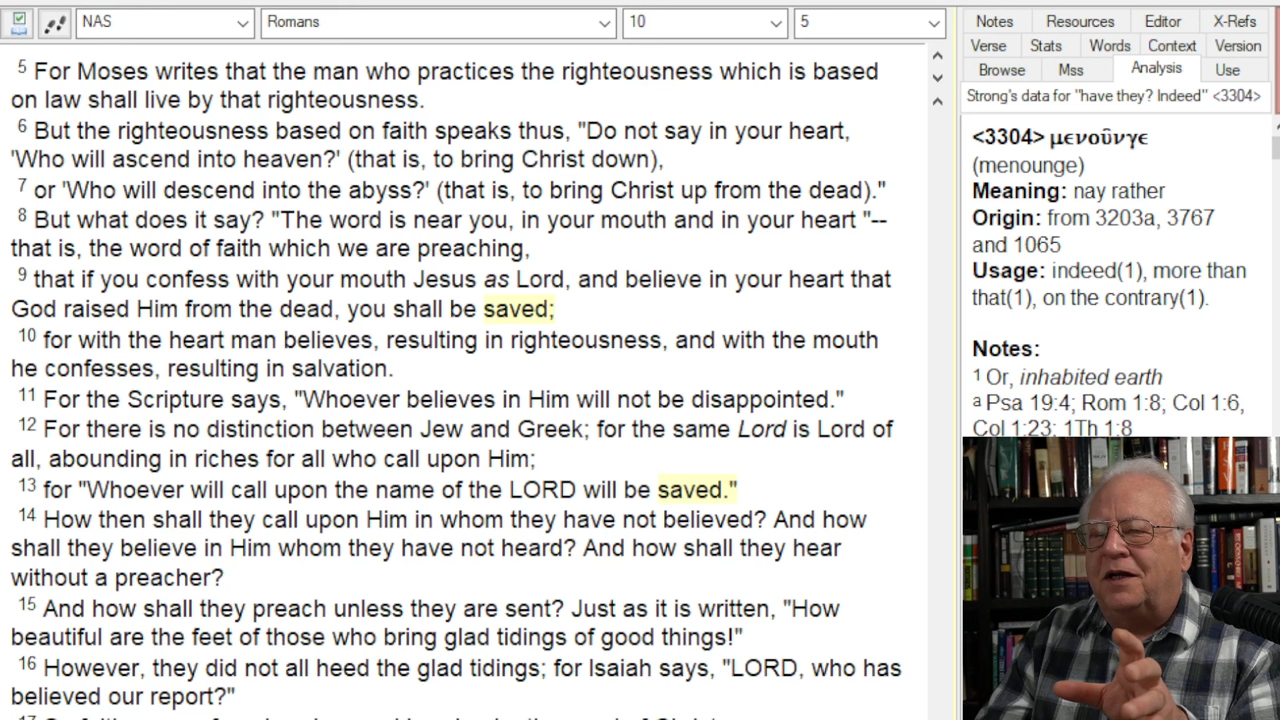 NAS Romans 10 5
5 For Moses writes that the man who practices the righteousness which is based
on law shall live by that righteousness.
6 But the righteousness based on faith speaks thus, "Do not say in your heart,
'Who will ascend into heaven?' (that is, to bring Christ down),
7 or 'Who will descend into the abyss?' (that is, to bring Christ up from the dead)."
8 But what does it say? "The word is near you, in your mouth and in your heart "--
that is, the word of faith which we are preaching,
9 that if you confess with your mouth Jesus as Lord, and believe in your heart that
God raised Him from the dead, you shall be saved;
10 for with the heart man believes, resulting in righteousness, and with the mouth
he confesses, resulting in salvation.
11 For the Scripture says, "Whoever believes in Him will not be disappointed."
12 For there is no distinction between Jew and Greek; for the same Lord is Lord of
all, abounding in riches for all who call upon Him;
13 for "Whoever will call upon the name of the LORD will be saved."
14 How then shall they call upon Him in whom they have not believed? And how
shall they believe in Him whom they have not heard? And how shall they hear
without a preacher?
15 And how shall they preach unless they are sent? Just as it is written, "How
beautiful are the feet of those who bring glad tidings of good things!"
16 However, they did not all heed the glad tidings; for Isaiah says, "LORD, who has
believed our report?"
Notes Resources Editor X-Refs
Verse Stats Words Context Version
Browse Mss Analysis Use
Strong's data for "have they? Indeed" <3304>
<3304> μενοῦνγε
(menounge)
Meaning: nay rather
Origin: from 3203a, 3767
and 1065
Usage: indeed(1), more than
that(1), on the contrary(1).
Notes:
1 Or, inhabited earth
a Psa 19:4; Rom 1:8; Col 1:6,
Col 1:23; 1Th 1:8